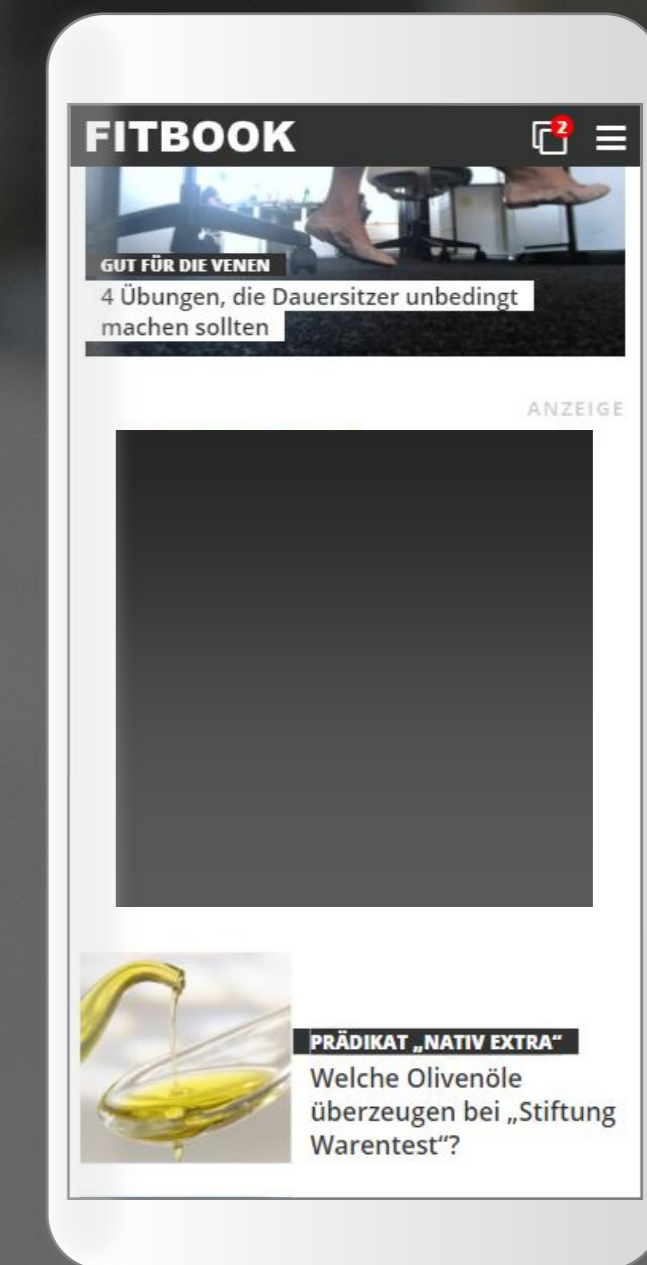 FITBOOK
2
GUT FÜR DIE VENEN
4 Übungen, die Dauersitzer unbedingt
machen sollten
ANZEIGE
PRÄDIKAT „NATIV EXTRA“
Welche Olivenöle
überzeugen bei „Stiftung
Warentest“?